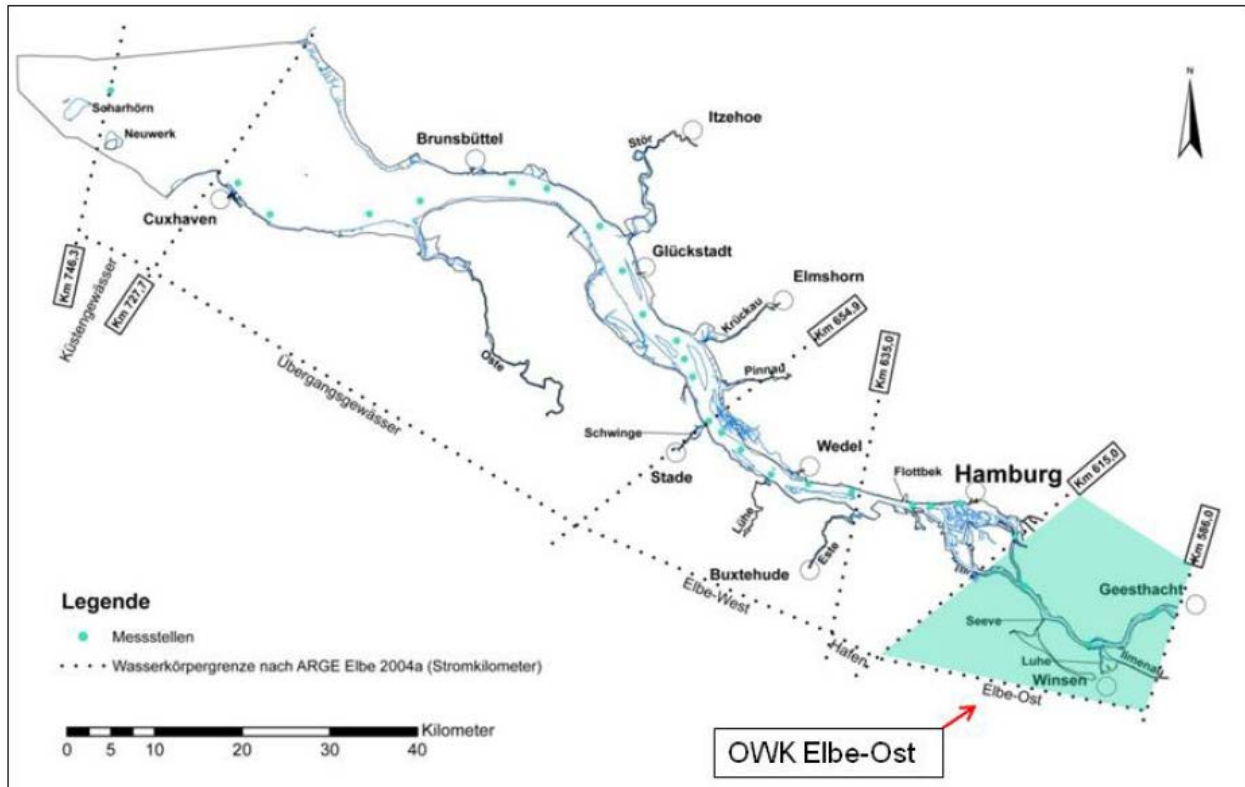 N
Scharhörn
Neuwerk
Cuxhaven
Brunsbüttel
Stör
Itzehoe
Glückstadt
Elmshorn
Krückau
Pinnau
Oste
Km 746,3
Km 727,7
Km 654,9
Km 635,0
Km 615,0
Km 586,0
Küstengewässer
Übergangsgewässer
Schwinge
Stade
Lühe
Wedel
Flottbek
Hamburg
Buxtehude
Este
Elbe-West
Hafen
Geesthacht
Seeve
Luhe
Ilmenau
Winsen
Elbe-Ost
Legende
Messstellen
Wasserkörpergrenze nach ARGE Elbe 2004a (Stromkilometer)
Kilometer
0 5 10 20 30 40
OWK Elbe-Ost